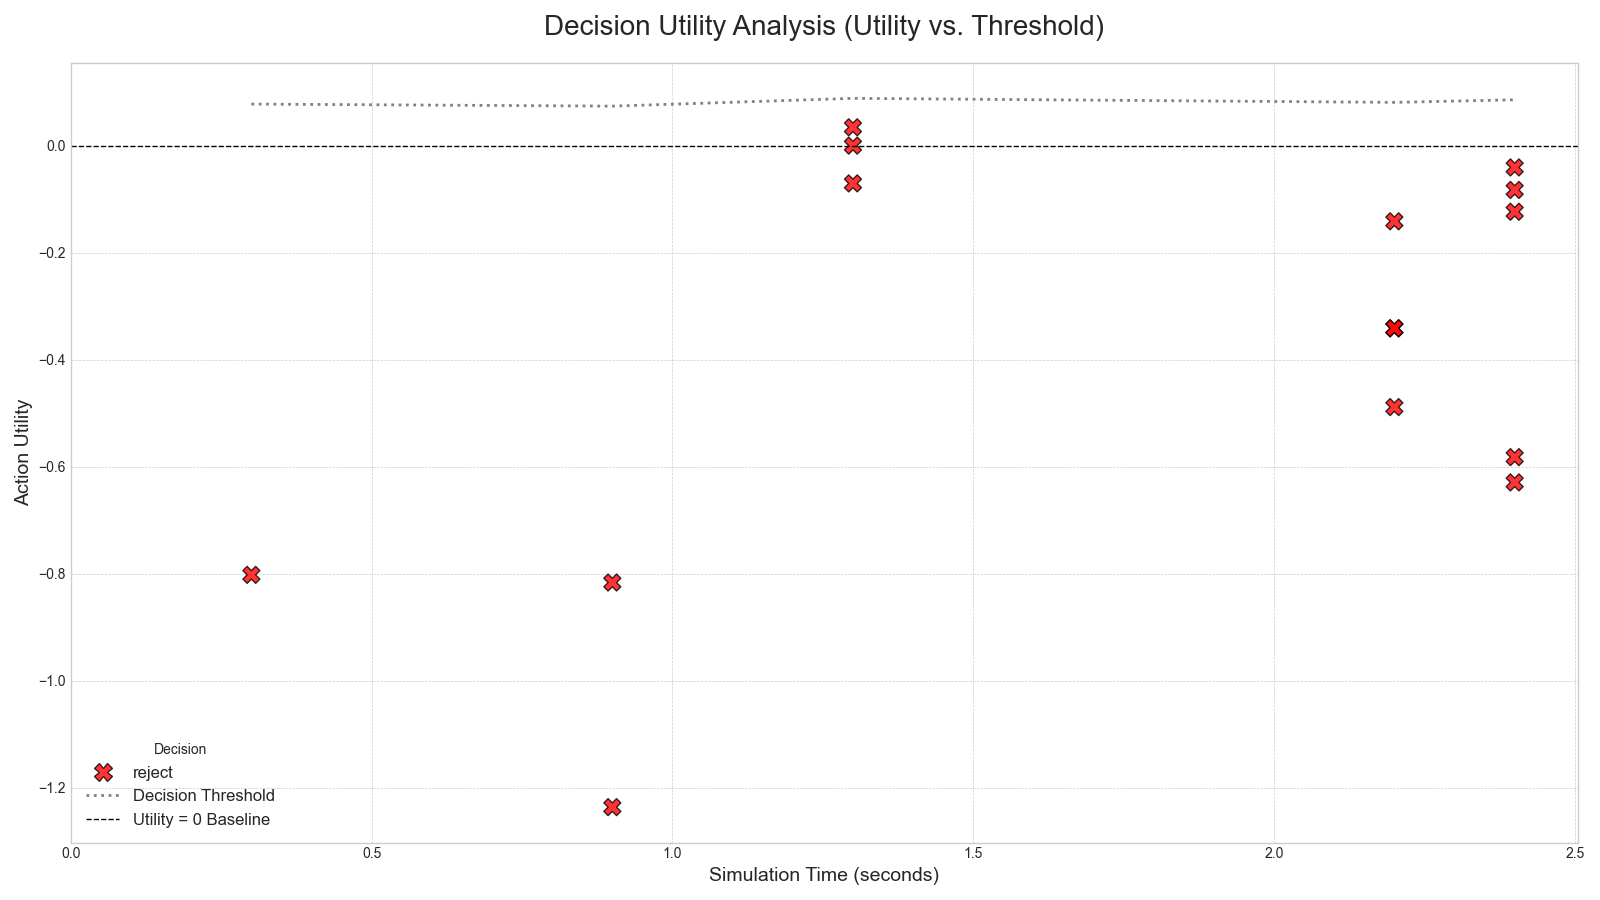 Decision Utility Analysis (Utility vs. Threshold)
Action Utility
0.0
−0.2
−0.4
−0.6
−0.8
−1.0
−1.2
Decision
reject
Decision Threshold
Utility = 0 Baseline
0.0 0.5 1.0 1.5 2.0 2.5
Simulation Time (seconds)